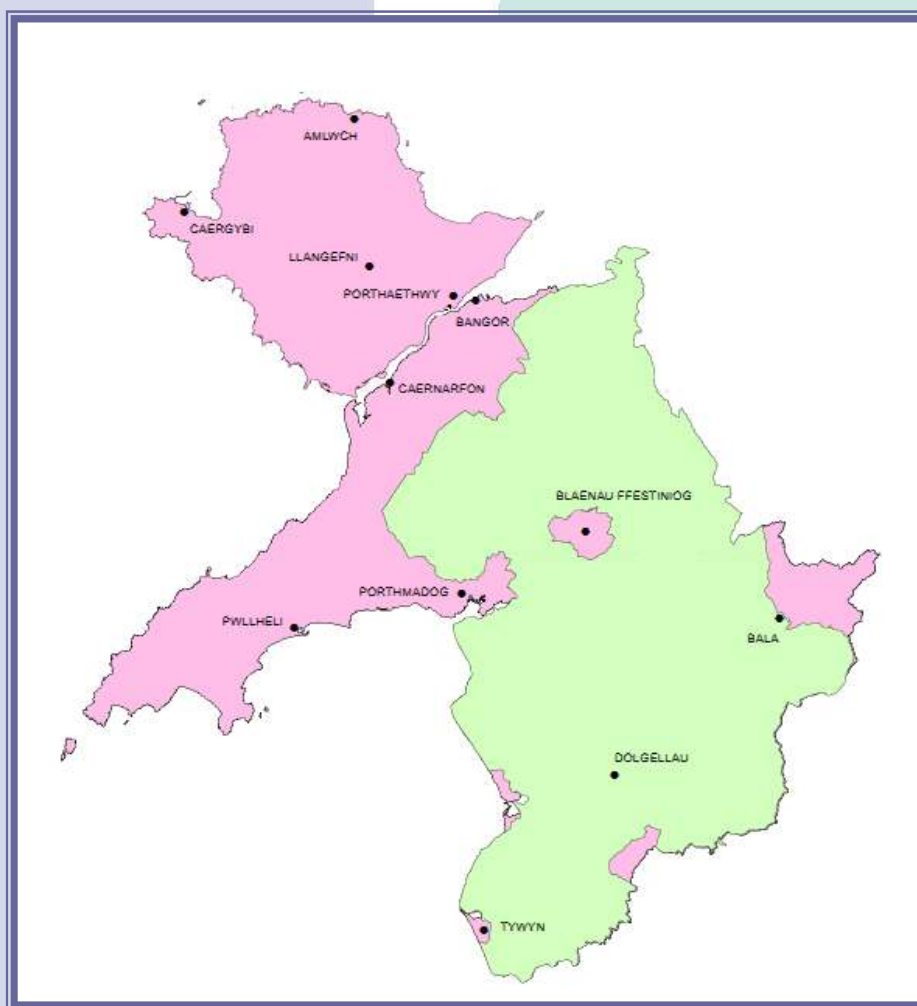 AMLWCH
CAERGYBI
LLANGEFNI
PORTHAETHWY
BANGOR
CAERNARFON
BLAENAU FFESTINIOG
PORTHMADOG
PWLLHELI
BALA
DOLGELLAU
TYWYN